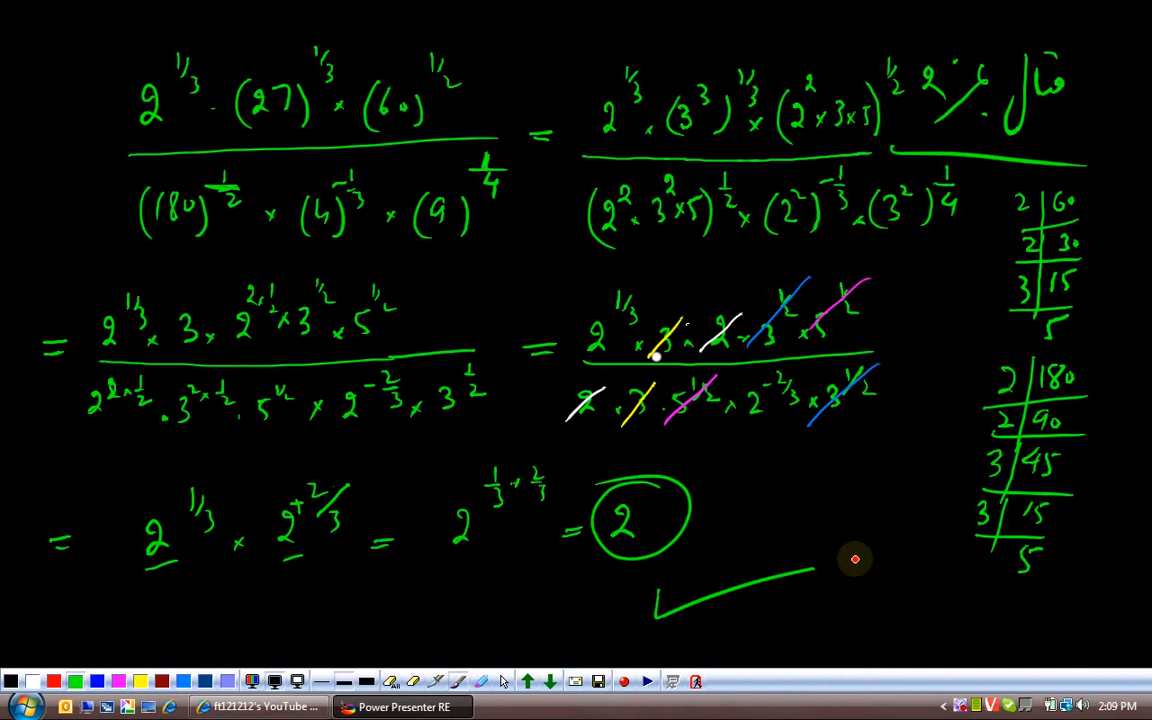 2^{1/3} · (27)^{1/3} × (60)^{1/2} / (180)^{1/2} × (4)^{-1/3} × (9)^{1/4} = 2^{1/3} × (3^3)^{1/3} × (2^2 × 3 × 5)^{1/2} / (2^2 × 3^2 × 5)^{1/2} × (2^2)^{-1/3} × (3^2)^{1/4}
= 2^{1/3} × 3 × 2^{2×1/2} × 3^{1/2} × 5^{1/2} / 2^{2×1/2} · 3^{2×1/2} · 5^{1/2} × 2^{-2/3} × 3^{1/2} = 2^{1/3} × 3 × 2 × 3^{1/2} × 5^{1/2} / 2 × 3 · 5^{1/2} × 2^{-2/3} × 3^{1/2}
= 2^{1/3} × 2^{+2/3} = 2^{1/3 + 2/3} = 2
2 | 60
2 | 30
3 | 15
5
2 | 180
2 | 90
3 | 45
3 | 15
5
ft121212's YouTube ...
Power Presenter RE
2:09 PM